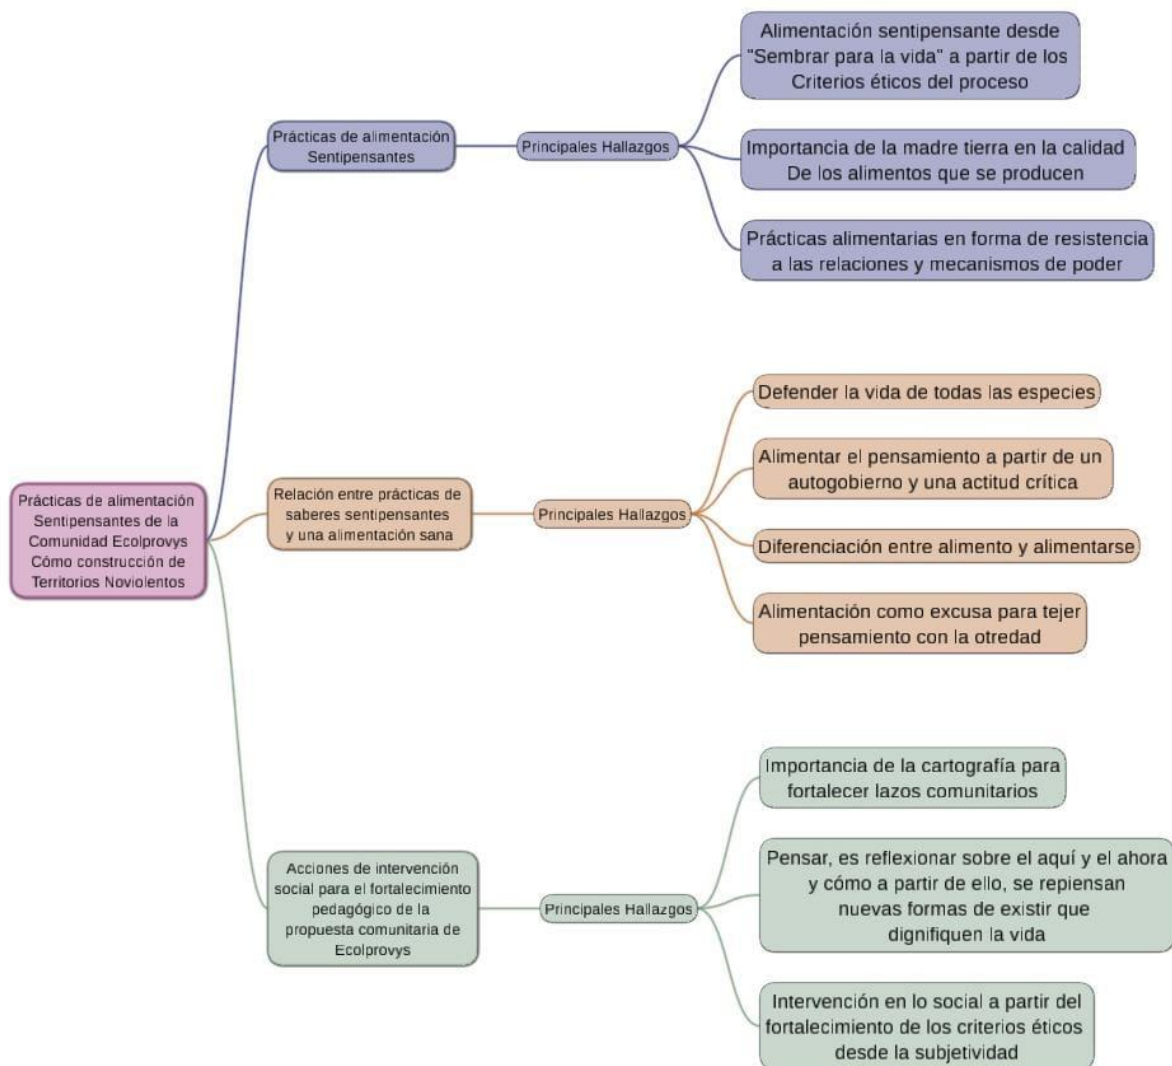 Prácticas de alimentación
Sentipensantes de la
Comunidad Ecolprovys
Cómo construcción de
Territorios Noviolentos
Prácticas de alimentación
Sentipensantes
Principales Hallazgos
Alimentación sentipensante desde
"Sembrar para la vida" a partir de los
Criterios éticos del proceso
Importancia de la madre tierra en la calidad
De los alimentos que se producen
Prácticas alimentarias en forma de resistencia
a las relaciones y mecanismos de poder
Relación entre prácticas de
saberes sentipensantes
y una alimentación sana
Principales Hallazgos
Defender la vida de todas las especies
Alimentar el pensamiento a partir de un
autogobierno y una actitud crítica
Diferenciación entre alimento y alimentarse
Alimentación como excusa para tejer
pensamiento con la otredad
Acciones de intervención
social para el fortalecimiento
pedagógico de la
propuesta comunitaria de
Ecolprovys
Principales Hallazgos
Importancia de la cartografía para
fortalecer lazos comunitarios
Pensar, es reflexionar sobre el aquí y el ahora
y cómo a partir de ello, se repiensan
nuevas formas de existir que
dignifiquen la vida
Intervención en lo social a partir del
fortalecimiento de los criterios éticos
desde la subjetividad